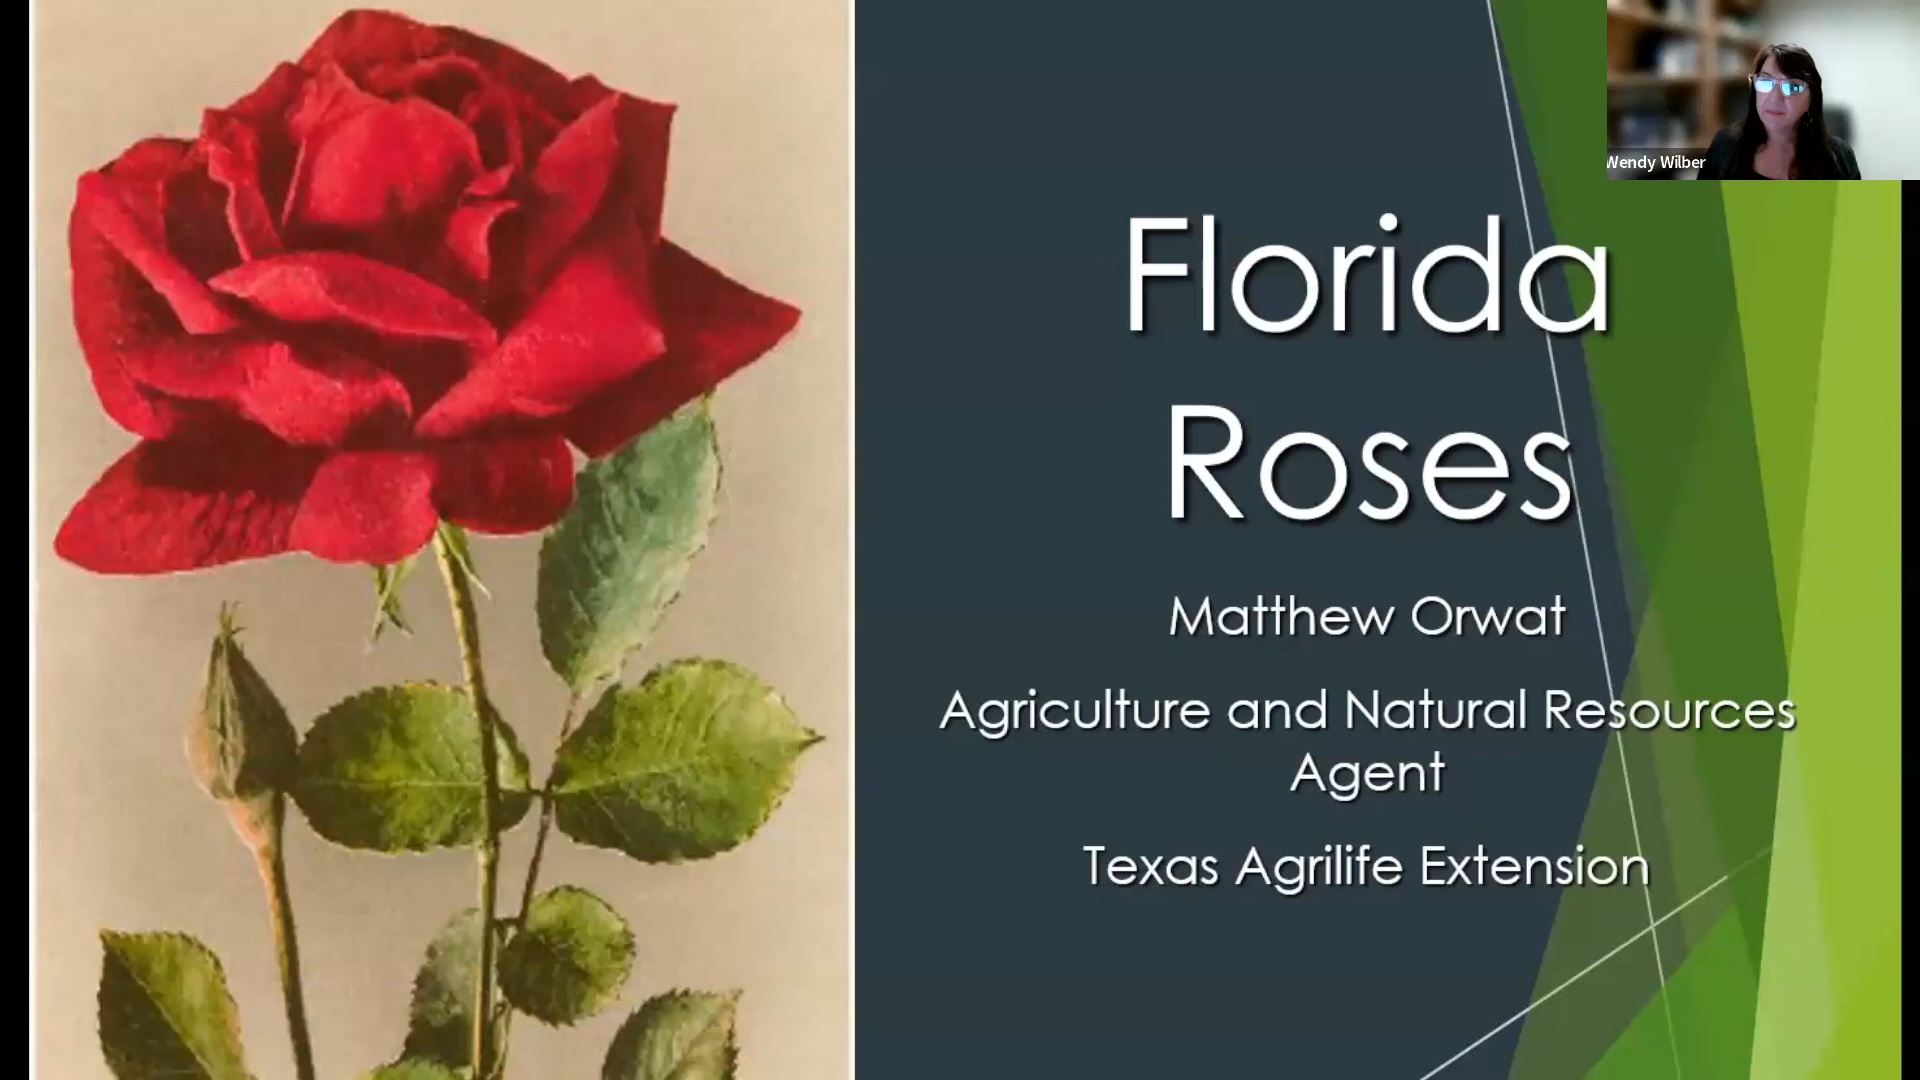 Wendy Wilber
Florida
Roses
Matthew Orwat
Agriculture and Natural Resources
Agent
Texas Agrilife Extension